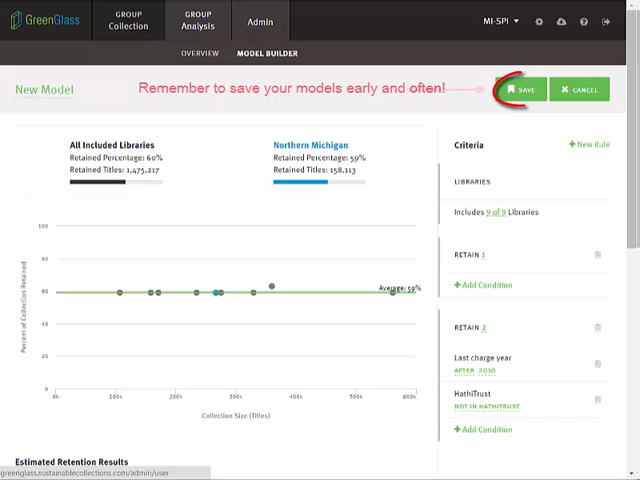 GreenGlass
GROUP
Collection
GROUP
Analysis
Admin
MI-SPI
OVERVIEW
MODEL BUILDER
New Model
Remember to save your models early and often!
SAVE
CANCEL
All Included Libraries
Retained Percentage: 60%
Retained Titles: 1,475,217
Northern Michigan
Retained Percentage: 59%
Retained Titles: 158,113
Criteria
New Rule
LIBRARIES
Includes 9 of 9 Libraries
RETAIN 1
Add Condition
RETAIN 2
Last charge year
AFTER 2010
HathiTrust
NOT IN HATHITRUST
Add Condition
Percent of Collection Retained
100
80
60
40
20
0
Average: 59%
0k
100k
200k
300k
400k
500k
600k
Collection Size (Titles)
Estimated Retention Results
greenglass.sustainablecollections.com/admin/user